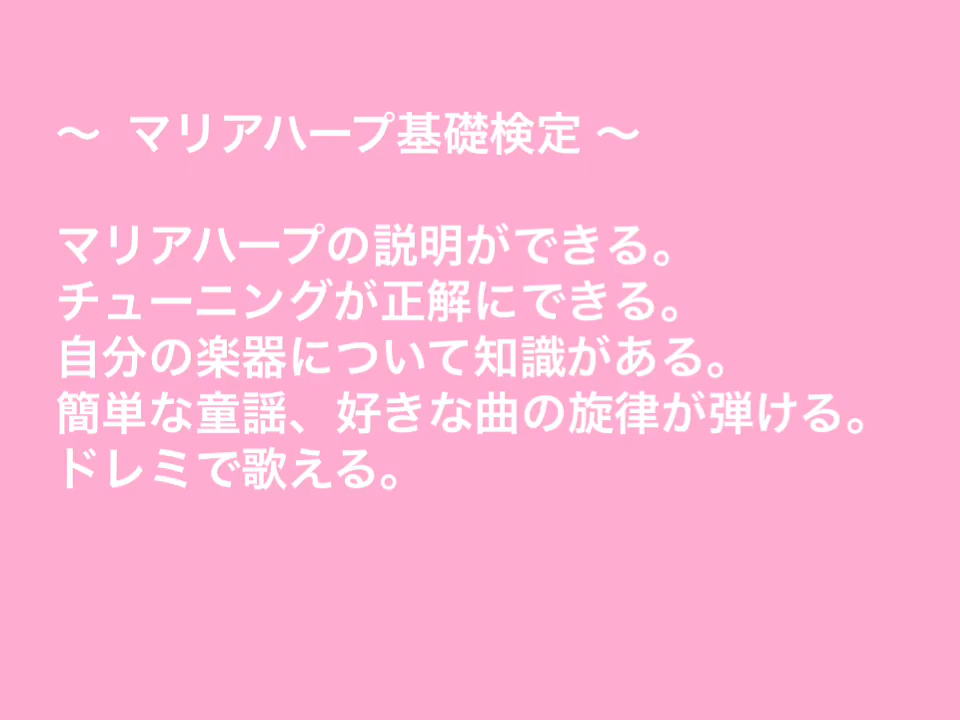 ～ マリアハープ基礎検定 ～
マリアハープの説明ができる。
チューニングが正解にできる。
自分の楽器について知識がある。
簡単な童謡、好きな曲の旋律が弾ける。
ドレミで歌える。